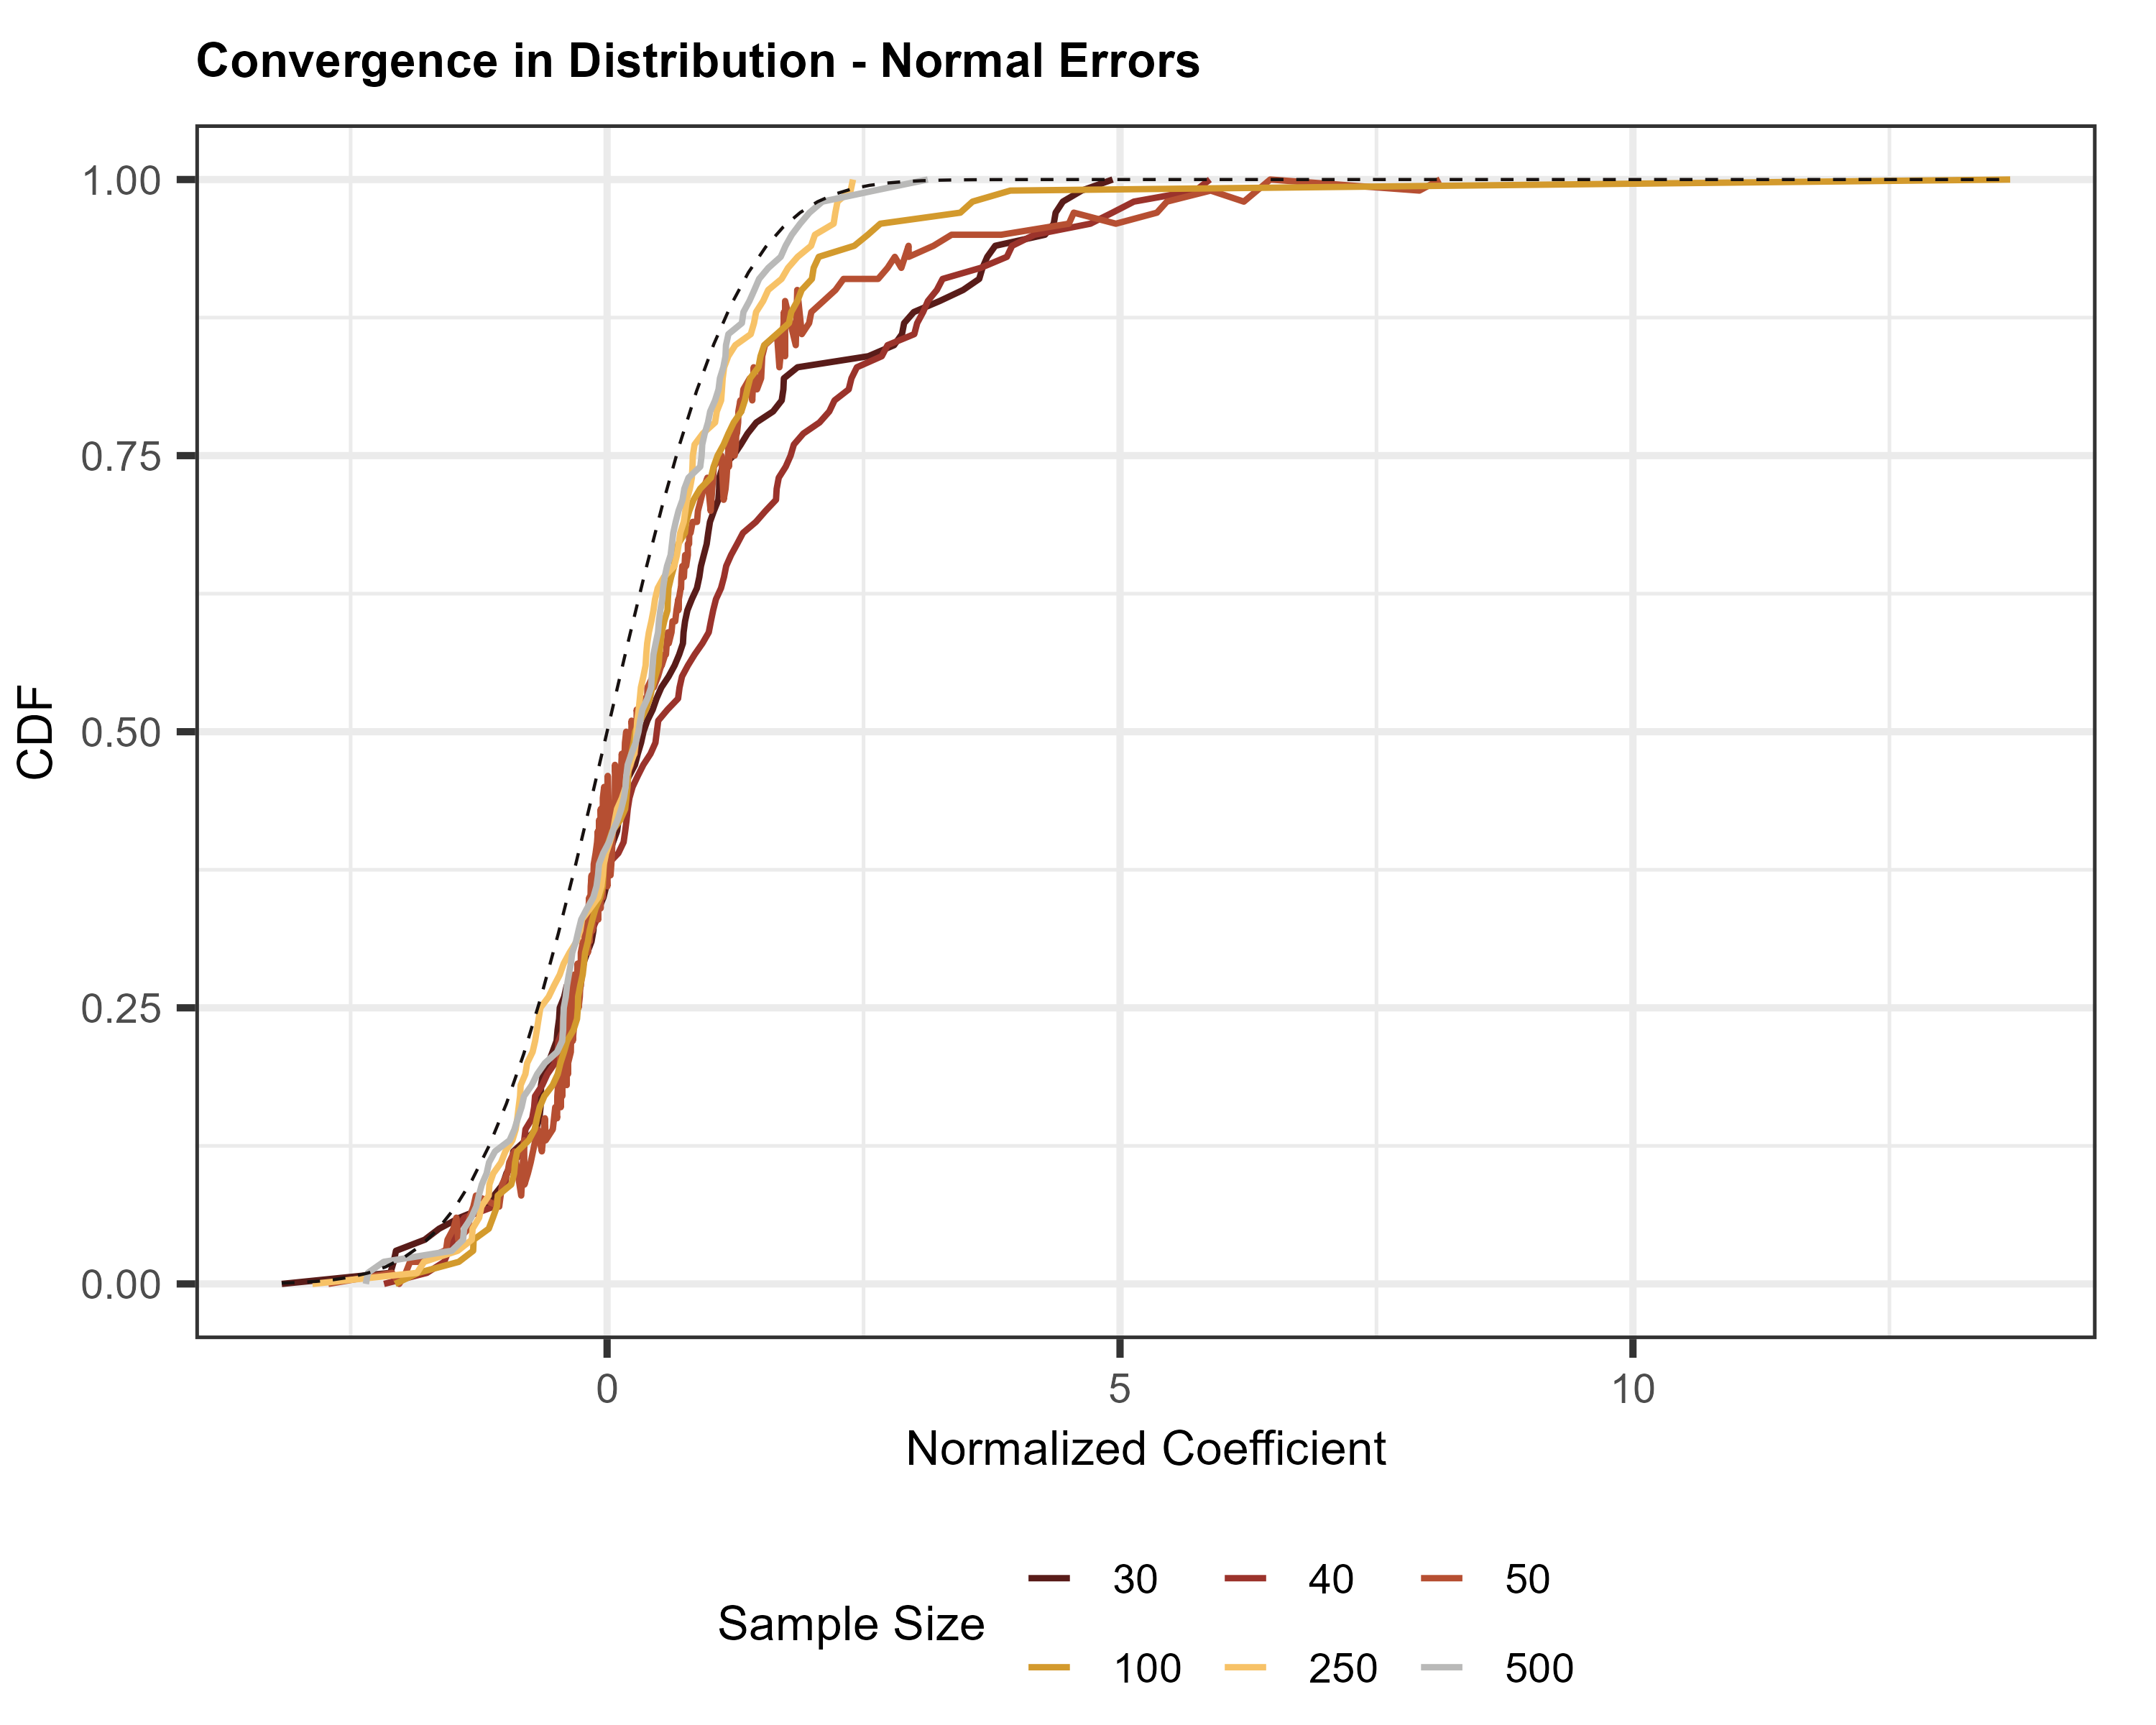 Convergence in Distribution - Normal Errors
CDF
1.00
0.75
0.50
0.25
0.00
0 5 10
Normalized Coefficient
Sample Size
30 40 50
100 250 500